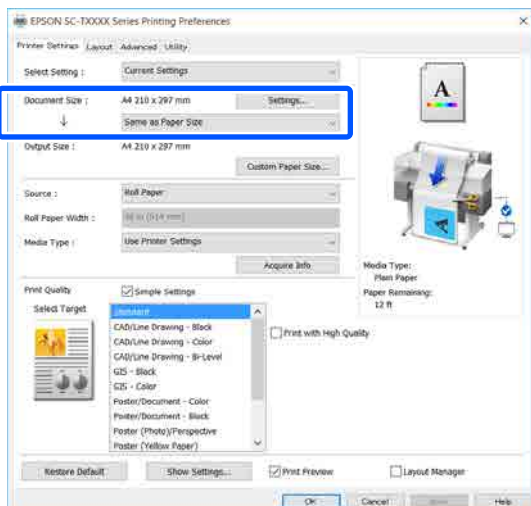 EPSON SC-TXXXX Series Printing Preferences
Printer Settings Layout Advanced Utility
Select Setting : Current Settings
Document Size : A4 210 x 297 mm Settings...
Same as Paper Size
Output Size : A4 210 x 297 mm
Custom Paper Size...
Source : Roll Paper
Roll Paper Width :
Media Type : Use Printer Settings
Acquire Info
Media Type:
Plain Paper
Paper Remaining:
12 ft
Print Quality Simple Settings
Select Target
Standard
CAD/Line Drawing - Black
CAD/Line Drawing - Color
CAD/Line Drawing - Bi-Level
GIS - Black
GIS - Color
Poster/Document - Color
Poster/Document - Black
Poster (Photo)/Perspective
Poster (Yellow Paper)
Print with High Quality
Restore Default Show Settings... Print Preview Layout Manager
OK Cancel Help